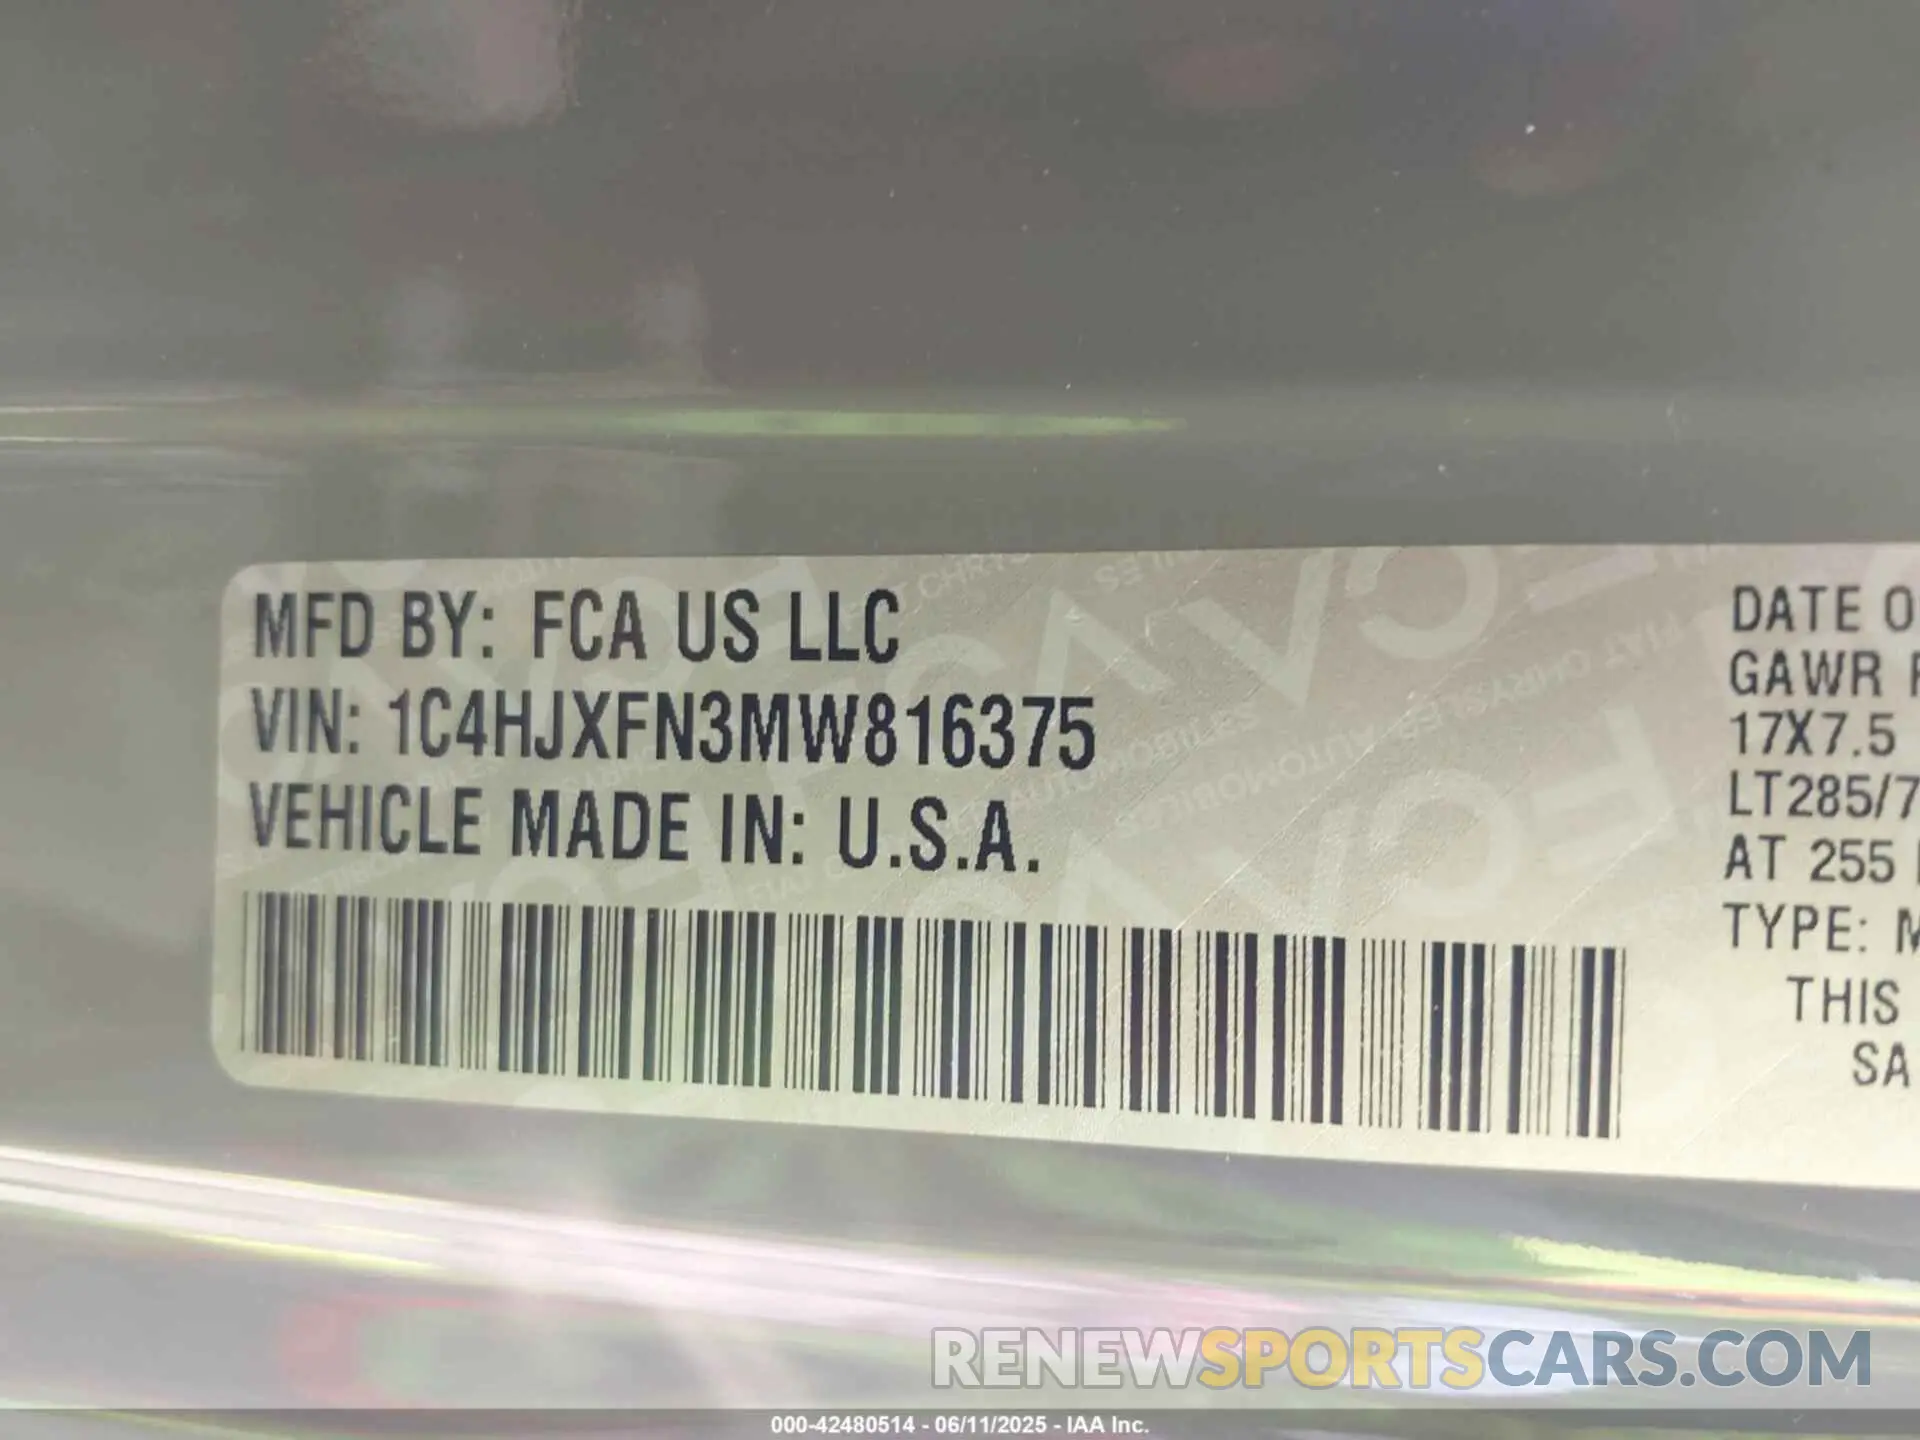 MFD BY: FCA US LLC
VIN: 1C4HJXFN3MW816375
VEHICLE MADE IN: U.S.A.
DATE O
GAWR F
17X7.5
LT285/7
AT 255
TYPE: M
THIS
SA
RENEWSPORTSCARS.COM
000-42480514 - 06/11/2025 - IAA Inc.